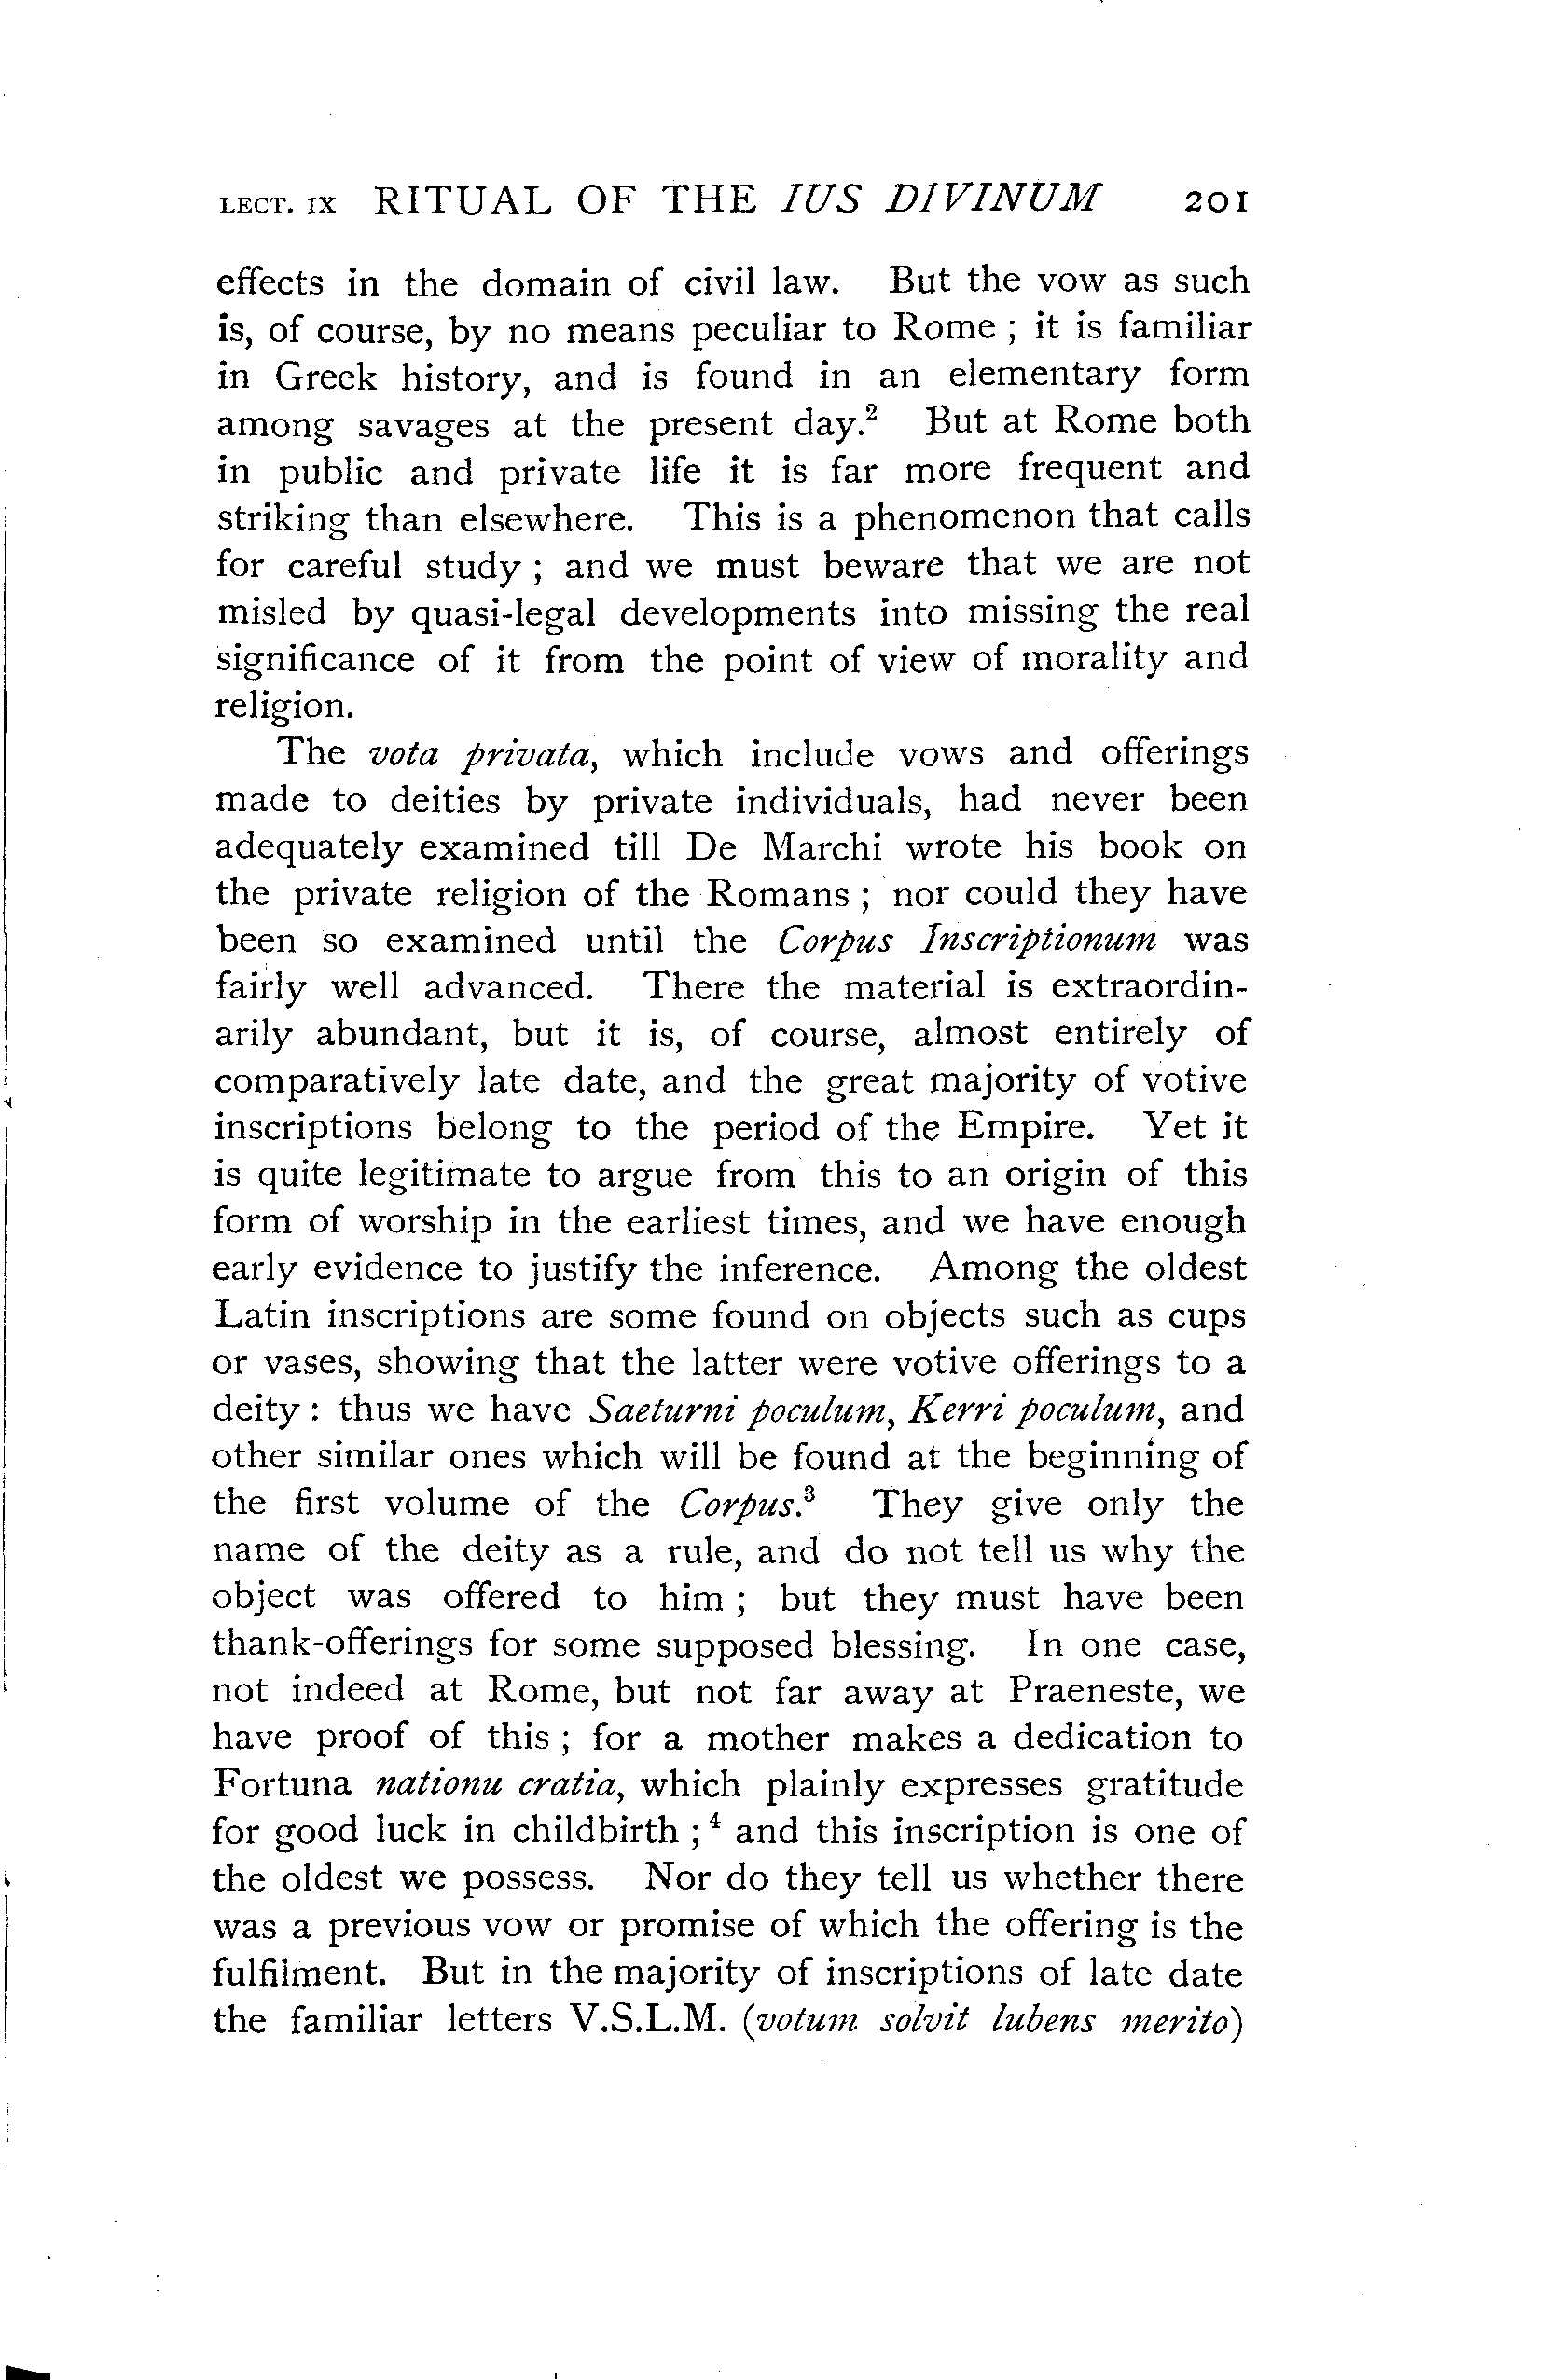 LECT. IX RITUAL OF THE IUS DIVINUM 201
effects in the domain of civil law. But the vow as such
is, of course, by no means peculiar to Rome ; it is familiar
in Greek history, and is found in an elementary form
among savages at the present day.² But at Rome both
in public and private life it is far more frequent and
striking than elsewhere. This is a phenomenon that calls
for careful study ; and we must beware that we are not
misled by quasi-legal developments into missing the real
significance of it from the point of view of morality and
religion.
The vota privata, which include vows and offerings
made to deities by private individuals, had never been
adequately examined till De Marchi wrote his book on
the private religion of the Romans ; nor could they have
been so examined until the Corpus Inscriptionum was
fairly well advanced. There the material is extraordin-
arily abundant, but it is, of course, almost entirely of
comparatively late date, and the great majority of votive
inscriptions belong to the period of the Empire. Yet it
is quite legitimate to argue from this to an origin of this
form of worship in the earliest times, and we have enough
early evidence to justify the inference. Among the oldest
Latin inscriptions are some found on objects such as cups
or vases, showing that the latter were votive offerings to a
deity : thus we have Saeturni poculum, Kerri poculum, and
other similar ones which will be found at the beginning of
the first volume of the Corpus.³ They give only the
name of the deity as a rule, and do not tell us why the
object was offered to him ; but they must have been
thank-offerings for some supposed blessing. In one case,
not indeed at Rome, but not far away at Praeneste, we
have proof of this ; for a mother makes a dedication to
Fortuna nationu cratia, which plainly expresses gratitude
for good luck in childbirth ;⁴ and this inscription is one of
the oldest we possess. Nor do they tell us whether there
was a previous vow or promise of which the offering is the
fulfilment. But in the majority of inscriptions of late date
the familiar letters V.S.L.M. (votum solvit lubens merito)